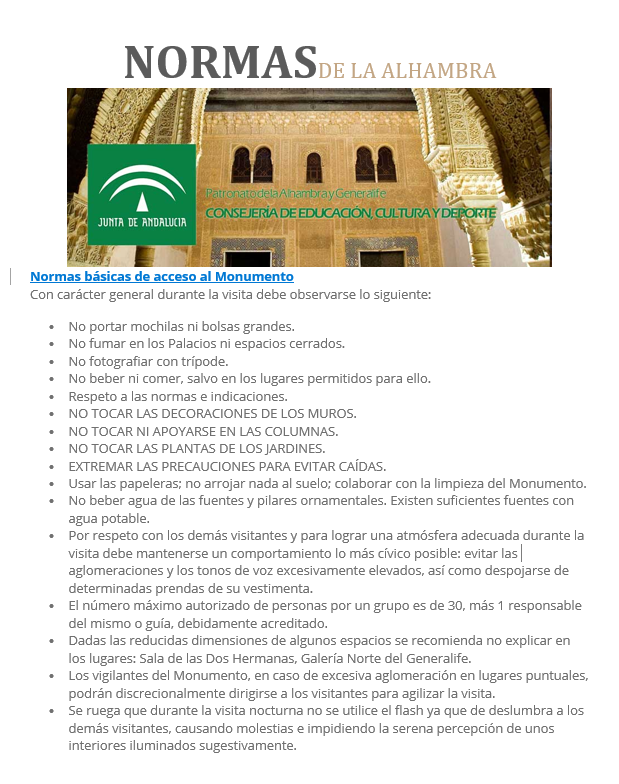 NORMAS DE LA ALHAMBRA
JUNTA DE ANDALUCIA
Patronato de la Alhambra y Generalife
CONSEJERÍA DE EDUCACIÓN, CULTURA Y DEPORTE
Normas básicas de acceso al Monumento
Con carácter general durante la visita debe observarse lo siguiente:
• No portar mochilas ni bolsas grandes.
• No fumar en los Palacios ni espacios cerrados.
• No fotografiar con trípode.
• No beber ni comer, salvo en los lugares permitidos para ello.
• Respeto a las normas e indicaciones.
• NO TOCAR LAS DECORACIONES DE LOS MUROS.
• NO TOCAR NI APOYARSE EN LAS COLUMNAS.
• NO TOCAR LAS PLANTAS DE LOS JARDINES.
• EXTREMAR LAS PRECAUCIONES PARA EVITAR CAÍDAS.
• Usar las papeleras; no arrojar nada al suelo; colaborar con la limpieza del Monumento.
• No beber agua de las fuentes y pilares ornamentales. Existen suficientes fuentes con
agua potable.
• Por respeto con los demás visitantes y para lograr una atmósfera adecuada durante la
visita debe mantenerse un comportamiento lo más cívico posible: evitar las
aglomeraciones y los tonos de voz excesivamente elevados, así como despojarse de
determinadas prendas de su vestimenta.
• El número máximo autorizado de personas por un grupo es de 30, más 1 responsable
del mismo o guía, debidamente acreditado.
• Dadas las reducidas dimensiones de algunos espacios se recomienda no explicar en
los lugares: Sala de las Dos Hermanas, Galería Norte del Generalife.
• Los vigilantes del Monumento, en caso de excesiva aglomeración en lugares puntuales,
podrán discrecionalmente dirigirse a los visitantes para agilizar la visita.
• Se ruega que durante la visita nocturna no se utilice el flash ya que de deslumbra a los
demás visitantes, causando molestias e impidiendo la serena percepción de unos
interiores iluminados sugestivamente.